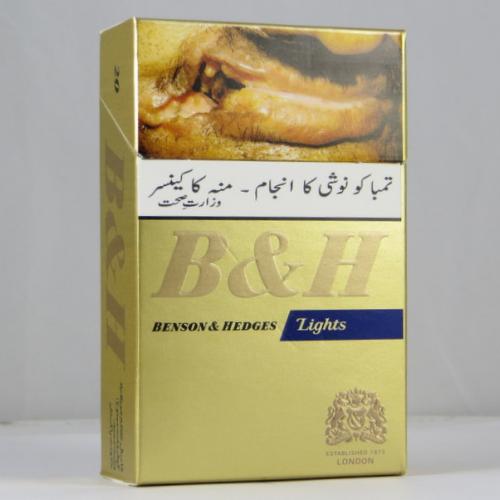 20
تمباکو نوشی کا انجام ۔ منہ کا کینسر
وزارتِ صحت
B&H
B&H
BENSON & HEDGES
Lights
ESTABLISHED 1873
LONDON